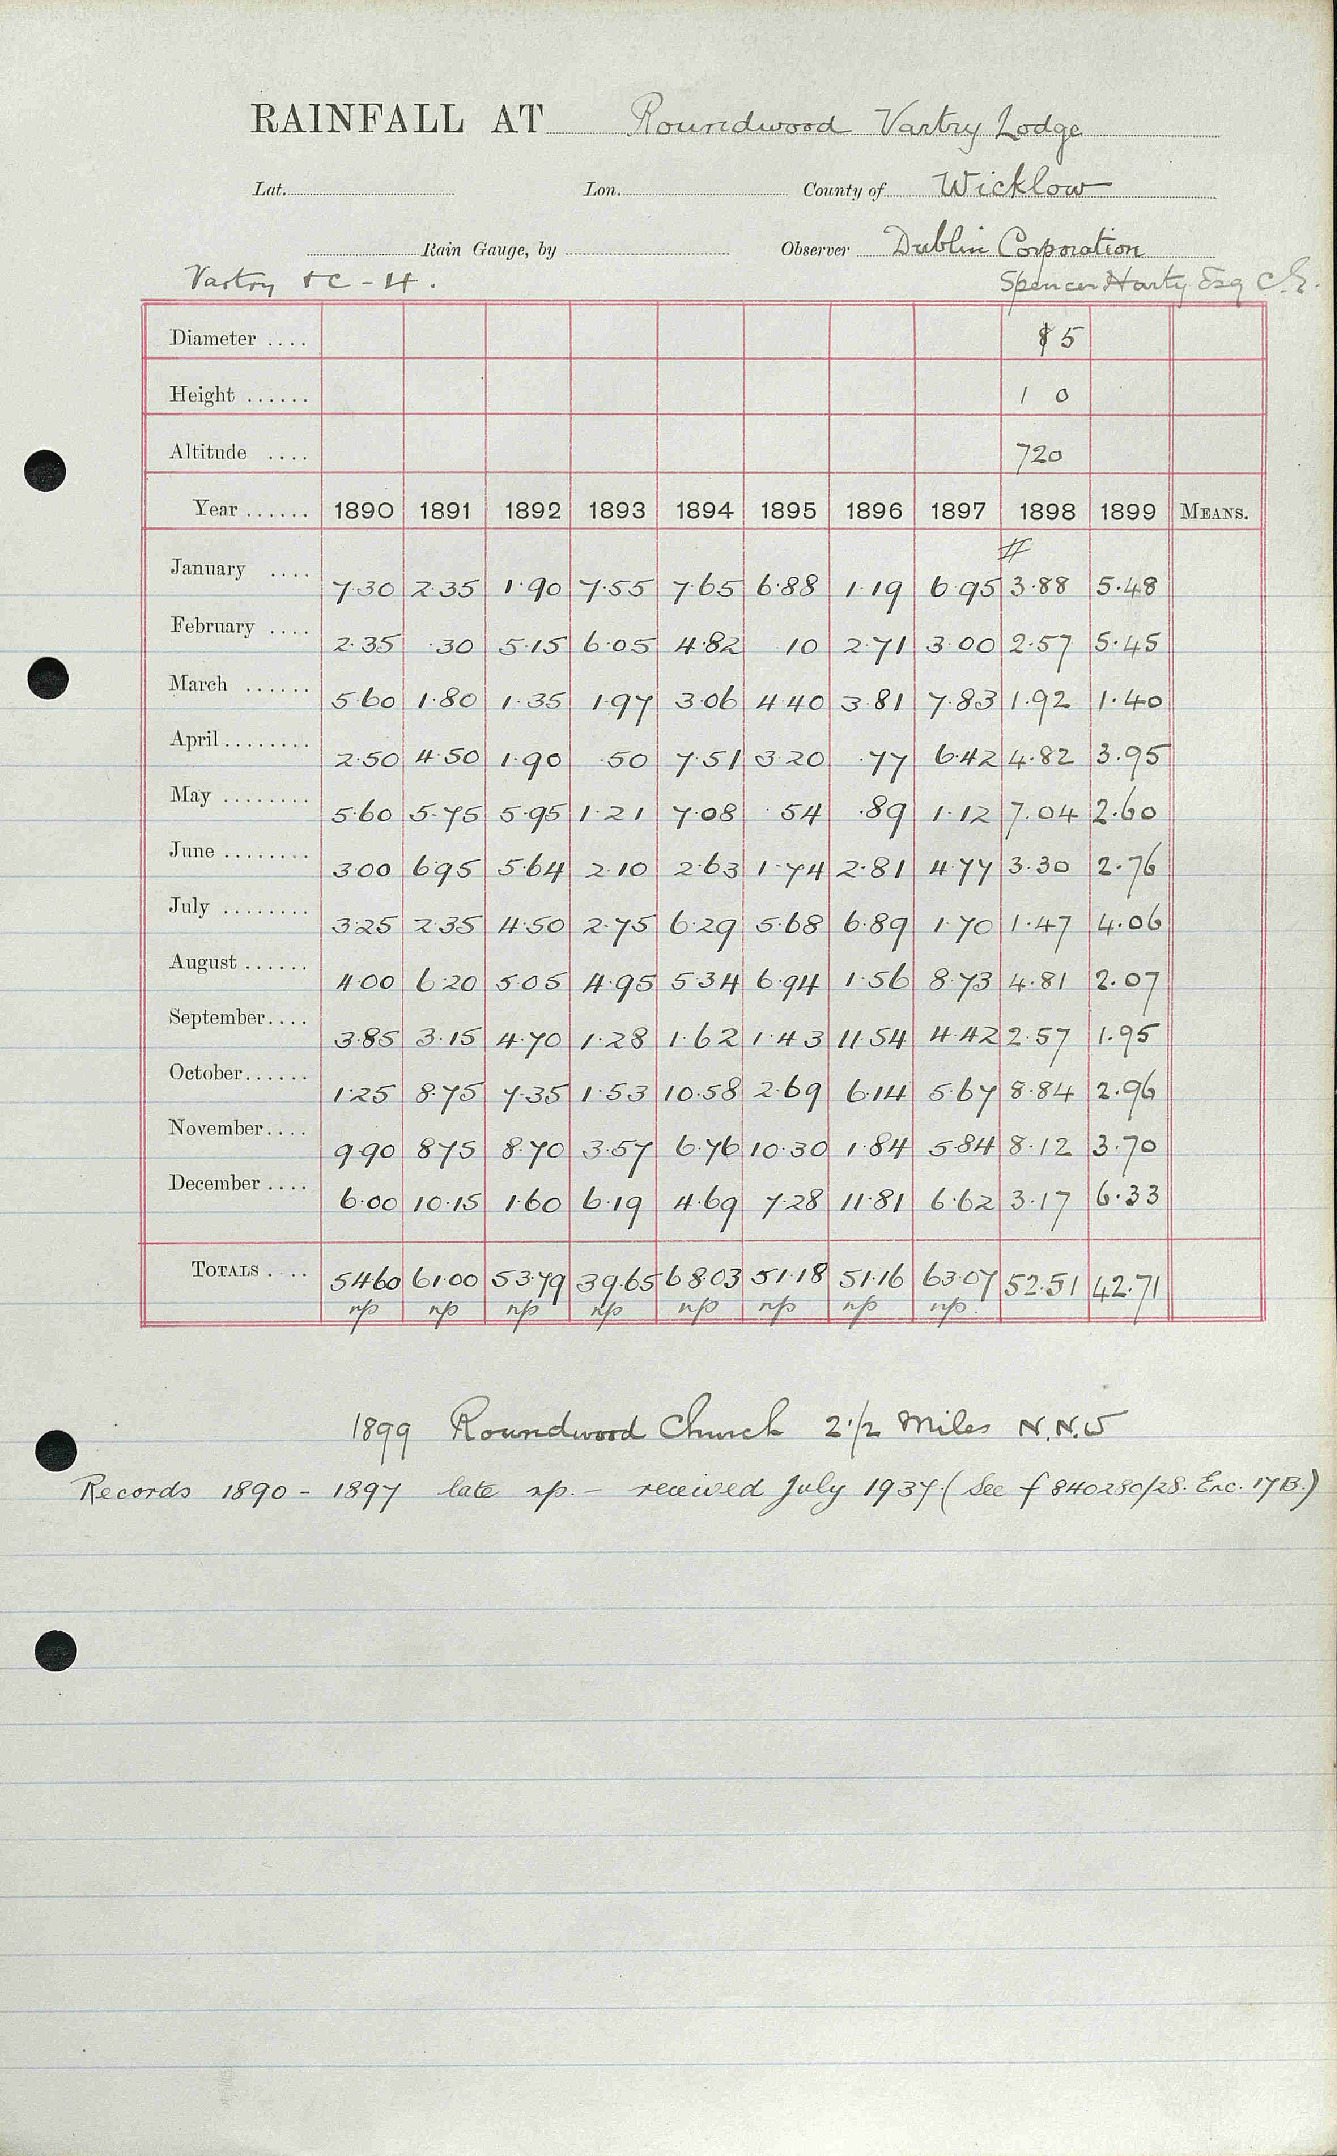 RAINFALL AT Roundwood Vartry Lodge
Lat. Lon. County of Wicklow
Rain Gauge, by Observer Dublin Corporation
Vartry &c - H. Spencer Harty Esq C.E.
Diameter .... 5
Height ...... 1 0
Altitude .... 720
Year ...... 1890 1891 1892 1893 1894 1895 1896 1897 1898 1899 MEANS.
#
January .... 7.30 2.35 1.90 7.55 7.65 6.88 1.19 6.95 3.88 5.48
February .... 2.35 .30 5.15 6.05 4.82 .10 2.71 3.00 2.57 5.45
March ...... 5.60 1.80 1.35 1.97 3.06 4.40 3.81 7.83 1.92 1.40
April ........ 2.50 4.50 1.90 .50 7.51 3.20 .77 6.42 4.82 3.95
May ........ 5.60 5.75 5.95 1.21 7.08 .54 .89 1.12 7.04 2.60
June ........ 3.00 6.95 5.64 2.10 2.63 1.74 2.81 4.77 3.30 2.76
July ........ 3.25 2.35 4.50 2.75 6.29 5.68 6.89 1.70 1.47 4.06
August ...... 4.00 6.20 5.05 4.95 5.34 6.94 1.56 8.73 4.81 2.07
September.... 3.85 3.15 4.70 1.28 1.62 1.43 11.54 4.42 2.57 1.95
October...... 1.25 8.75 7.35 1.53 10.58 2.69 6.14 5.67 8.84 2.96
November.... 9.90 8.75 8.70 3.57 6.76 10.30 1.84 5.84 8.12 3.70
December .... 6.00 10.15 1.60 6.19 4.69 7.28 11.81 6.62 3.17 6.33
TOTALS .... 54.60 61.00 53.79 39.65 68.03 51.18 51.16 63.07 52.51 42.71
np np np np np np np np.
1899 Roundwood Church 2 1/2 Miles N.N.W
Records 1890 - 1897 late np. - received July 1937. (See f 840280/28. Enc. 17B.)